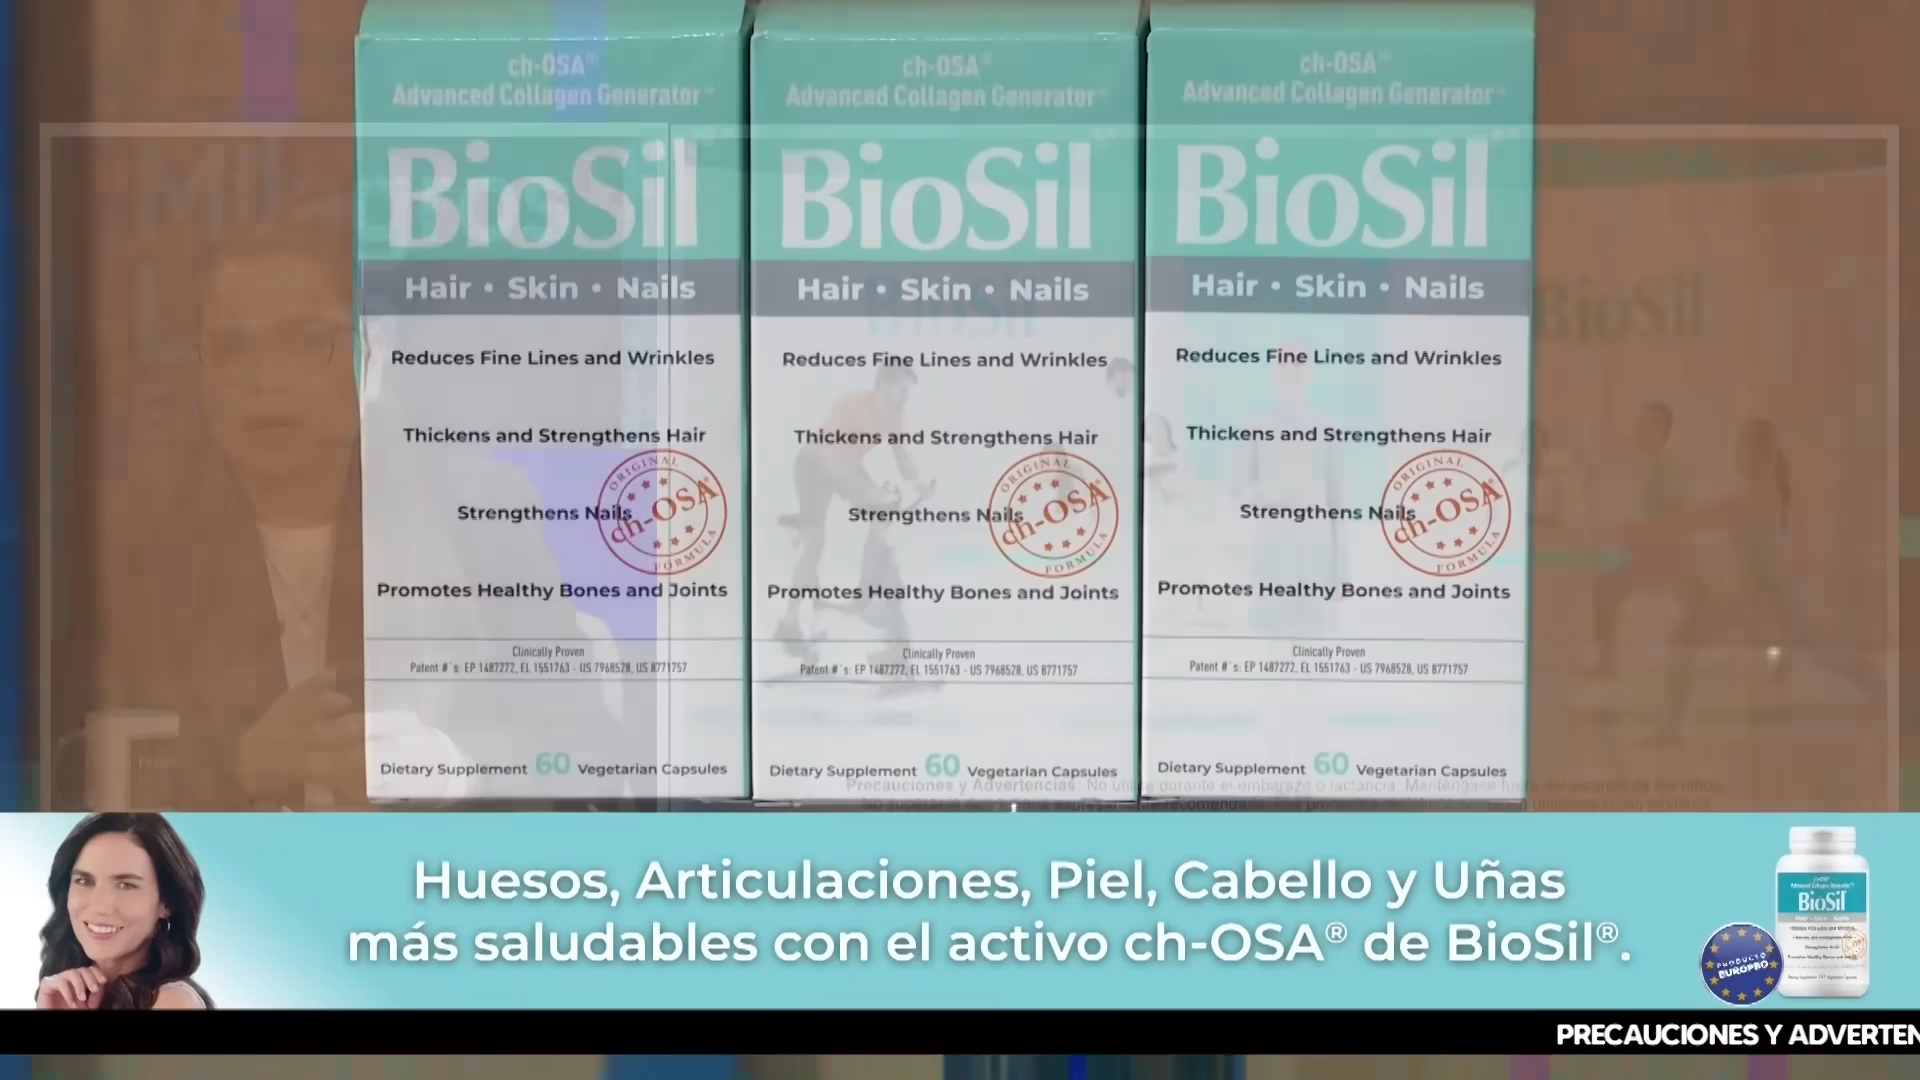 ch-OSA®
Advanced Collagen Generator™
BioSil
Hair • Skin • Nails
Reduces Fine Lines and Wrinkles
Thickens and Strengthens Hair
Strengthens Nails
ORIGINAL
ch-OSA®
FORMULA
Promotes Healthy Bones and Joints
Clinically Proven
Patent #´s: EP 1487272, EL 1551763 - US 7968528, US 8771757
Dietary Supplement 60 Vegetarian Capsules
ch-OSA®
Advanced Collagen Generator™
BioSil
Hair • Skin • Nails
Reduces Fine Lines and Wrinkles
Thickens and Strengthens Hair
Strengthens Nails
ORIGINAL
ch-OSA®
FORMULA
Promotes Healthy Bones and Joints
Clinically Proven
Patent #´s: EP 1487272, EL 1551763 - US 7968528, US 8771757
Dietary Supplement 60 Vegetarian Capsules
ch-OSA®
Advanced Collagen Generator™
BioSil
Hair • Skin • Nails
Reduces Fine Lines and Wrinkles
Thickens and Strengthens Hair
Strengthens Nails
ORIGINAL
ch-OSA®
FORMULA
Promotes Healthy Bones and Joints
Clinically Proven
Patent #´s: EP 1487272, EL 1551763 - US 7968528, US 8771757
Dietary Supplement 60 Vegetarian Capsules
BioSil
BioSil
Precauciones y Advertencias: No utilice durante el embarazo o lactancia. Manténgase fuera
Huesos, Articulaciones, Piel, Cabello y Uñas
más saludables con el activo ch-OSA® de BioSil®.
PRODUCTO
EUROPEO
BioSil
Hair • Skin • Nails
PRECAUCIONES Y ADVERTEN